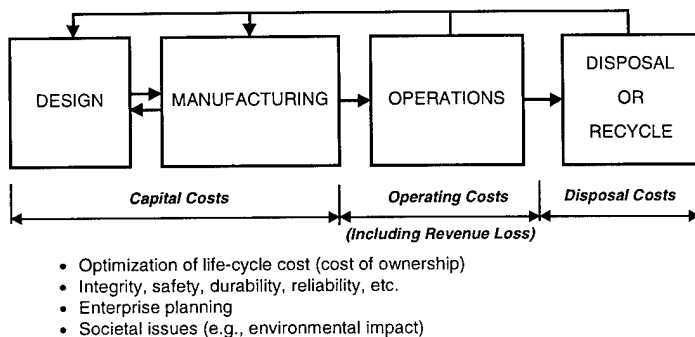 DESIGN
MANUFACTURING
OPERATIONS
DISPOSAL
OR
RECYCLE
Capital Costs
Operating Costs
Disposal Costs
(Including Revenue Loss)
• Optimization of life-cycle cost (cost of ownership)
• Integrity, safety, durability, reliability, etc.
• Enterprise planning
• Societal issues (e.g., environmental impact)